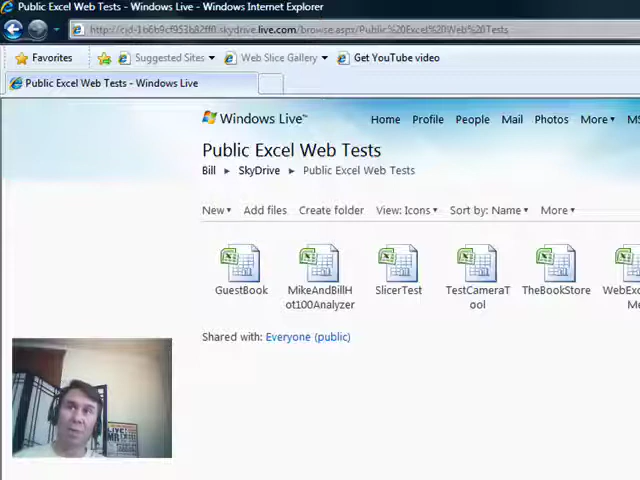 Public Excel Web Tests - Windows Live - Windows Internet Explorer
Favorites Suggested Sites Web Slice Gallery Get YouTube video
Public Excel Web Tests - Windows Live
Windows Live™ Home Profile People Mail Photos More
Public Excel Web Tests
Bill ▸ SkyDrive ▸ Public Excel Web Tests
New Add files Create folder View: Icons Sort by: Name More
GuestBook MikeAndBillH SlicerTest TestCameraT TheBookStore
ot100Analyzer ool
Shared with: Everyone (public)
LIVE!